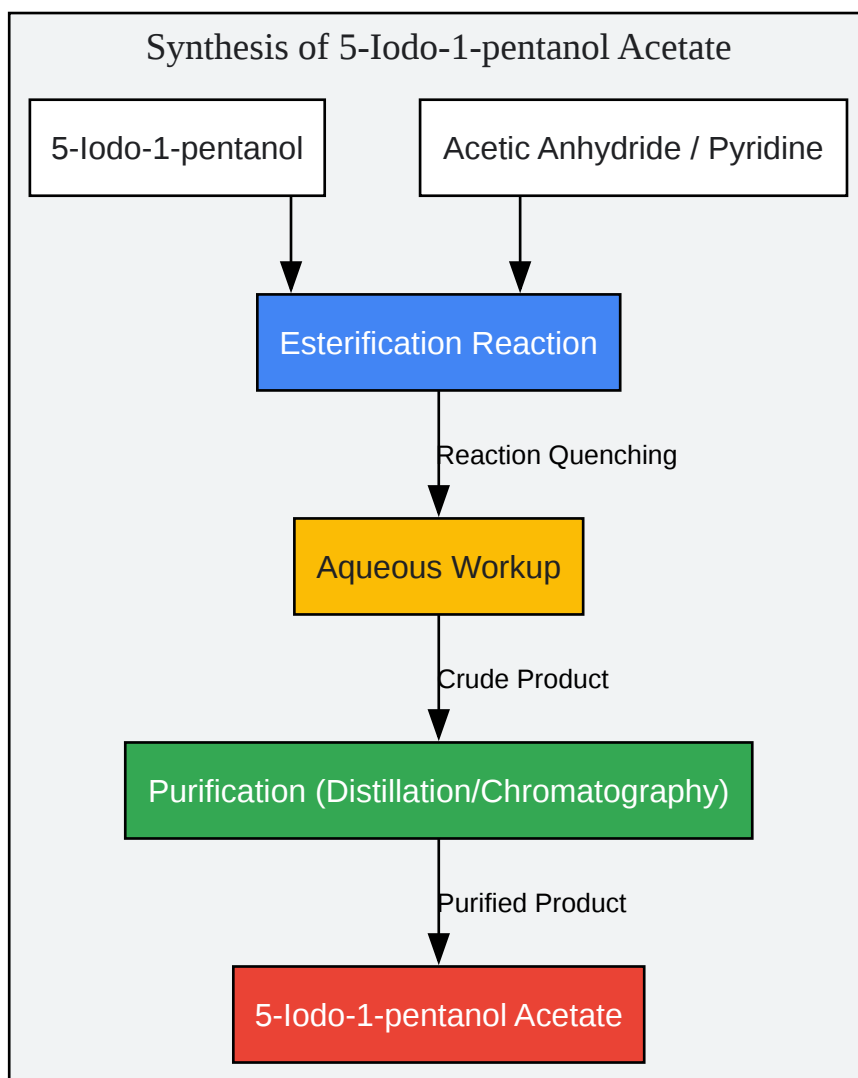 Synthesis of 5-Iodo-1-pentanol Acetate
5-Iodo-1-pentanol
Acetic Anhydride / Pyridine
Esterification Reaction
Reaction Quenching
Aqueous Workup
Crude Product
Purification (Distillation/Chromatography)
Purified Product
5-Iodo-1-pentanol Acetate